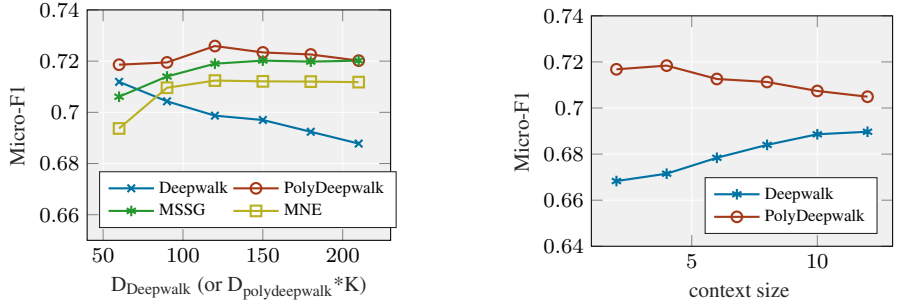 0.74
0.72
0.7
0.68
0.66
Micro-F1
Deepwalk PolyDeepwalk
MSSG MNE
50 100 150 200
D_Deepwalk (or D_polydeepwalk*K)
0.74
0.72
0.7
0.68
0.66
0.64
Micro-F1
Deepwalk
PolyDeepwalk
5 10
context size